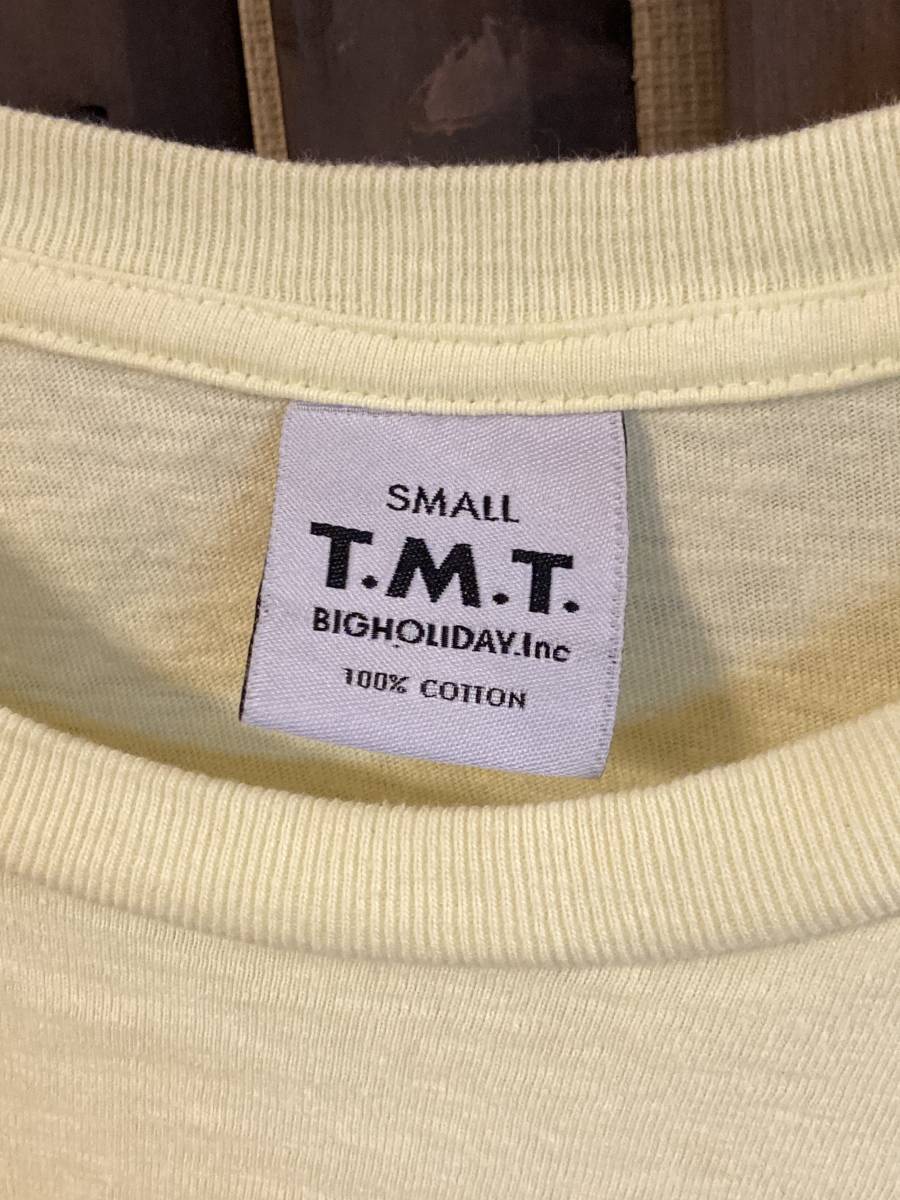 SMALL
T.M.T.
BIGHOLIDAY.Inc
100% COTTON